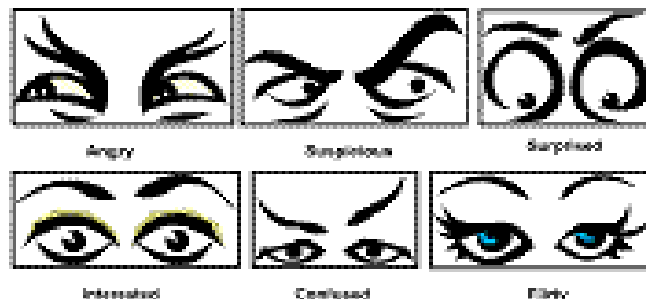 Angry
Suspicious
Surprised
Interested
Confused
Flirty